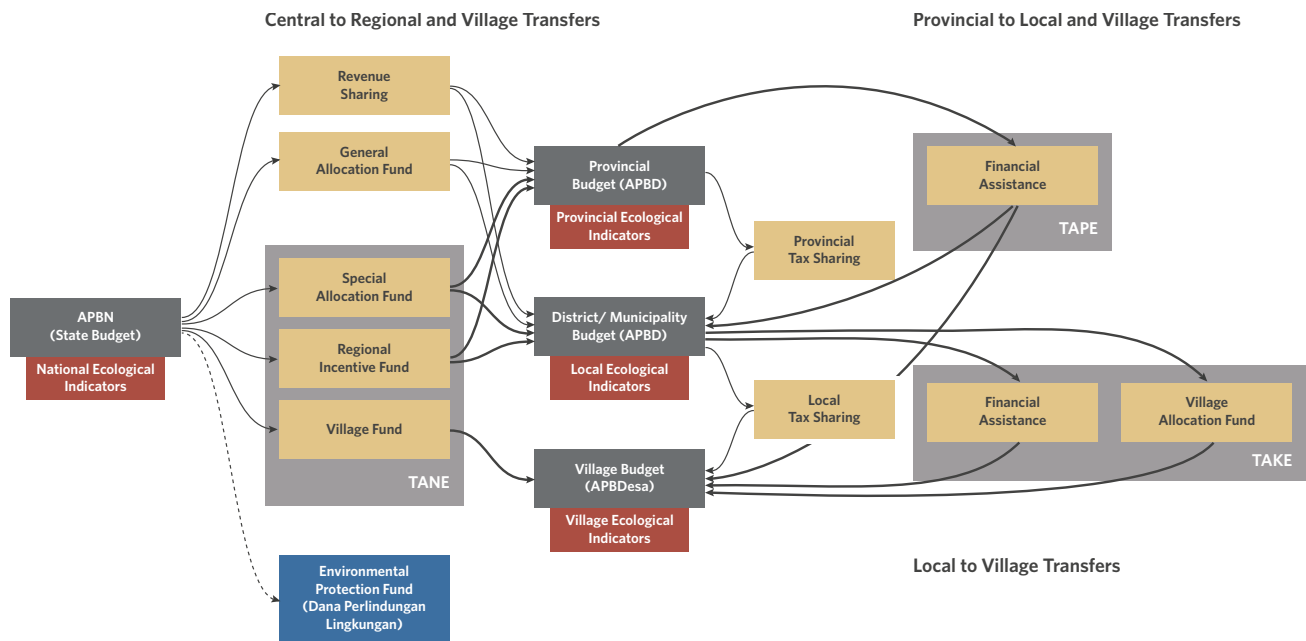 Central to Regional and Village Transfers
Provincial to Local and Village Transfers
Revenue
Sharing
General
Allocation Fund
Special
Allocation Fund
Regional
Incentive Fund
Village Fund
TANE
APBN
(State Budget)
National Ecological
Indicators
Environmental
Protection Fund
(Dana Perlindungan
Lingkungan)
Provincial
Budget (APBD)
Provincial Ecological
Indicators
District/ Municipality
Budget (APBD)
Local Ecological
Indicators
Village Budget
(APBDesa)
Village Ecological
Indicators
Provincial
Tax Sharing
Local
Tax Sharing
Financial
Assistance
TAPE
Financial
Assistance
Village
Allocation Fund
TAKE
Local to Village Transfers